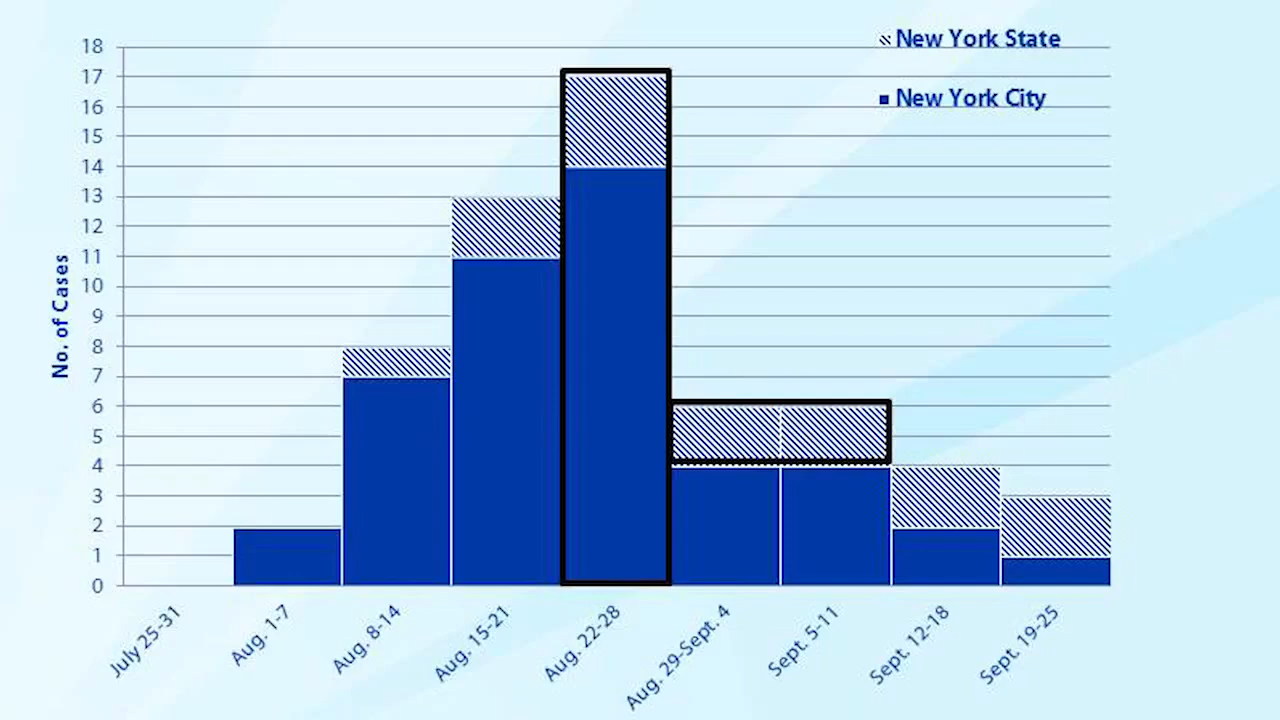 New York State
New York City
No. of Cases
18
17
16
15
14
13
12
11
10
9
8
7
6
5
4
3
2
1
0
July 25-31
Aug. 1-7
Aug. 8-14
Aug. 15-21
Aug. 22-28
Aug. 29-Sept. 4
Sept. 5-11
Sept. 12-18
Sept. 19-25